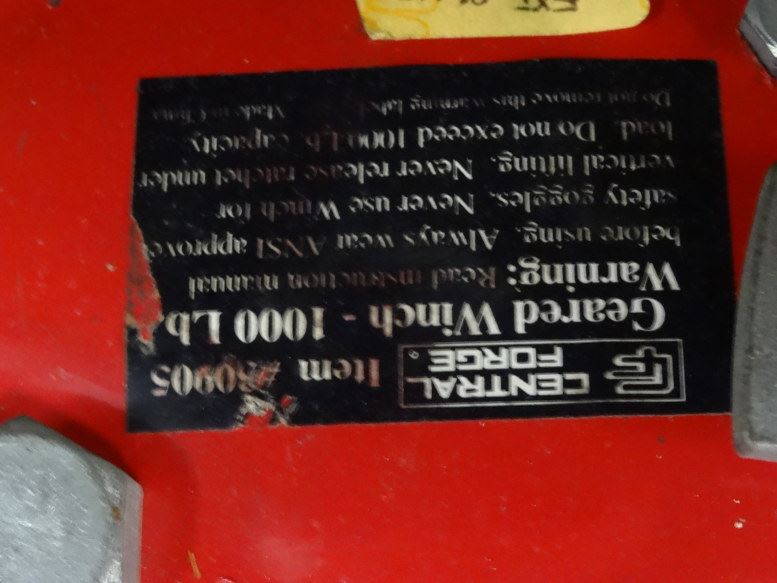 CENTRAL
FORGE
Item #30905
Geared Winch - 1000 Lb
Warning: Read instruction manual
before using. Always wear ANSI approve
safety goggles. Never use Winch for
vertical lifting. Never release ratchet under
load. Do not exceed 1000 Lb. capacity.
Do not remove this warning label. Made in China